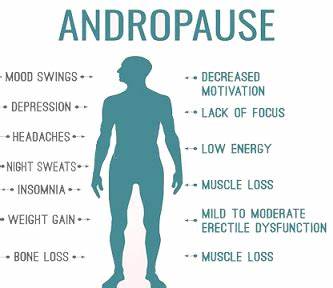 ANDROPAUSE
MOOD SWINGS
DEPRESSION
HEADACHES
NIGHT SWEATS
INSOMNIA
WEIGHT GAIN
BONE LOSS
DECREASED
MOTIVATION
LACK OF FOCUS
LOW ENERGY
MUSCLE LOSS
MILD TO MODERATE
ERECTILE DYSFUNCTION
MUSCLE LOSS